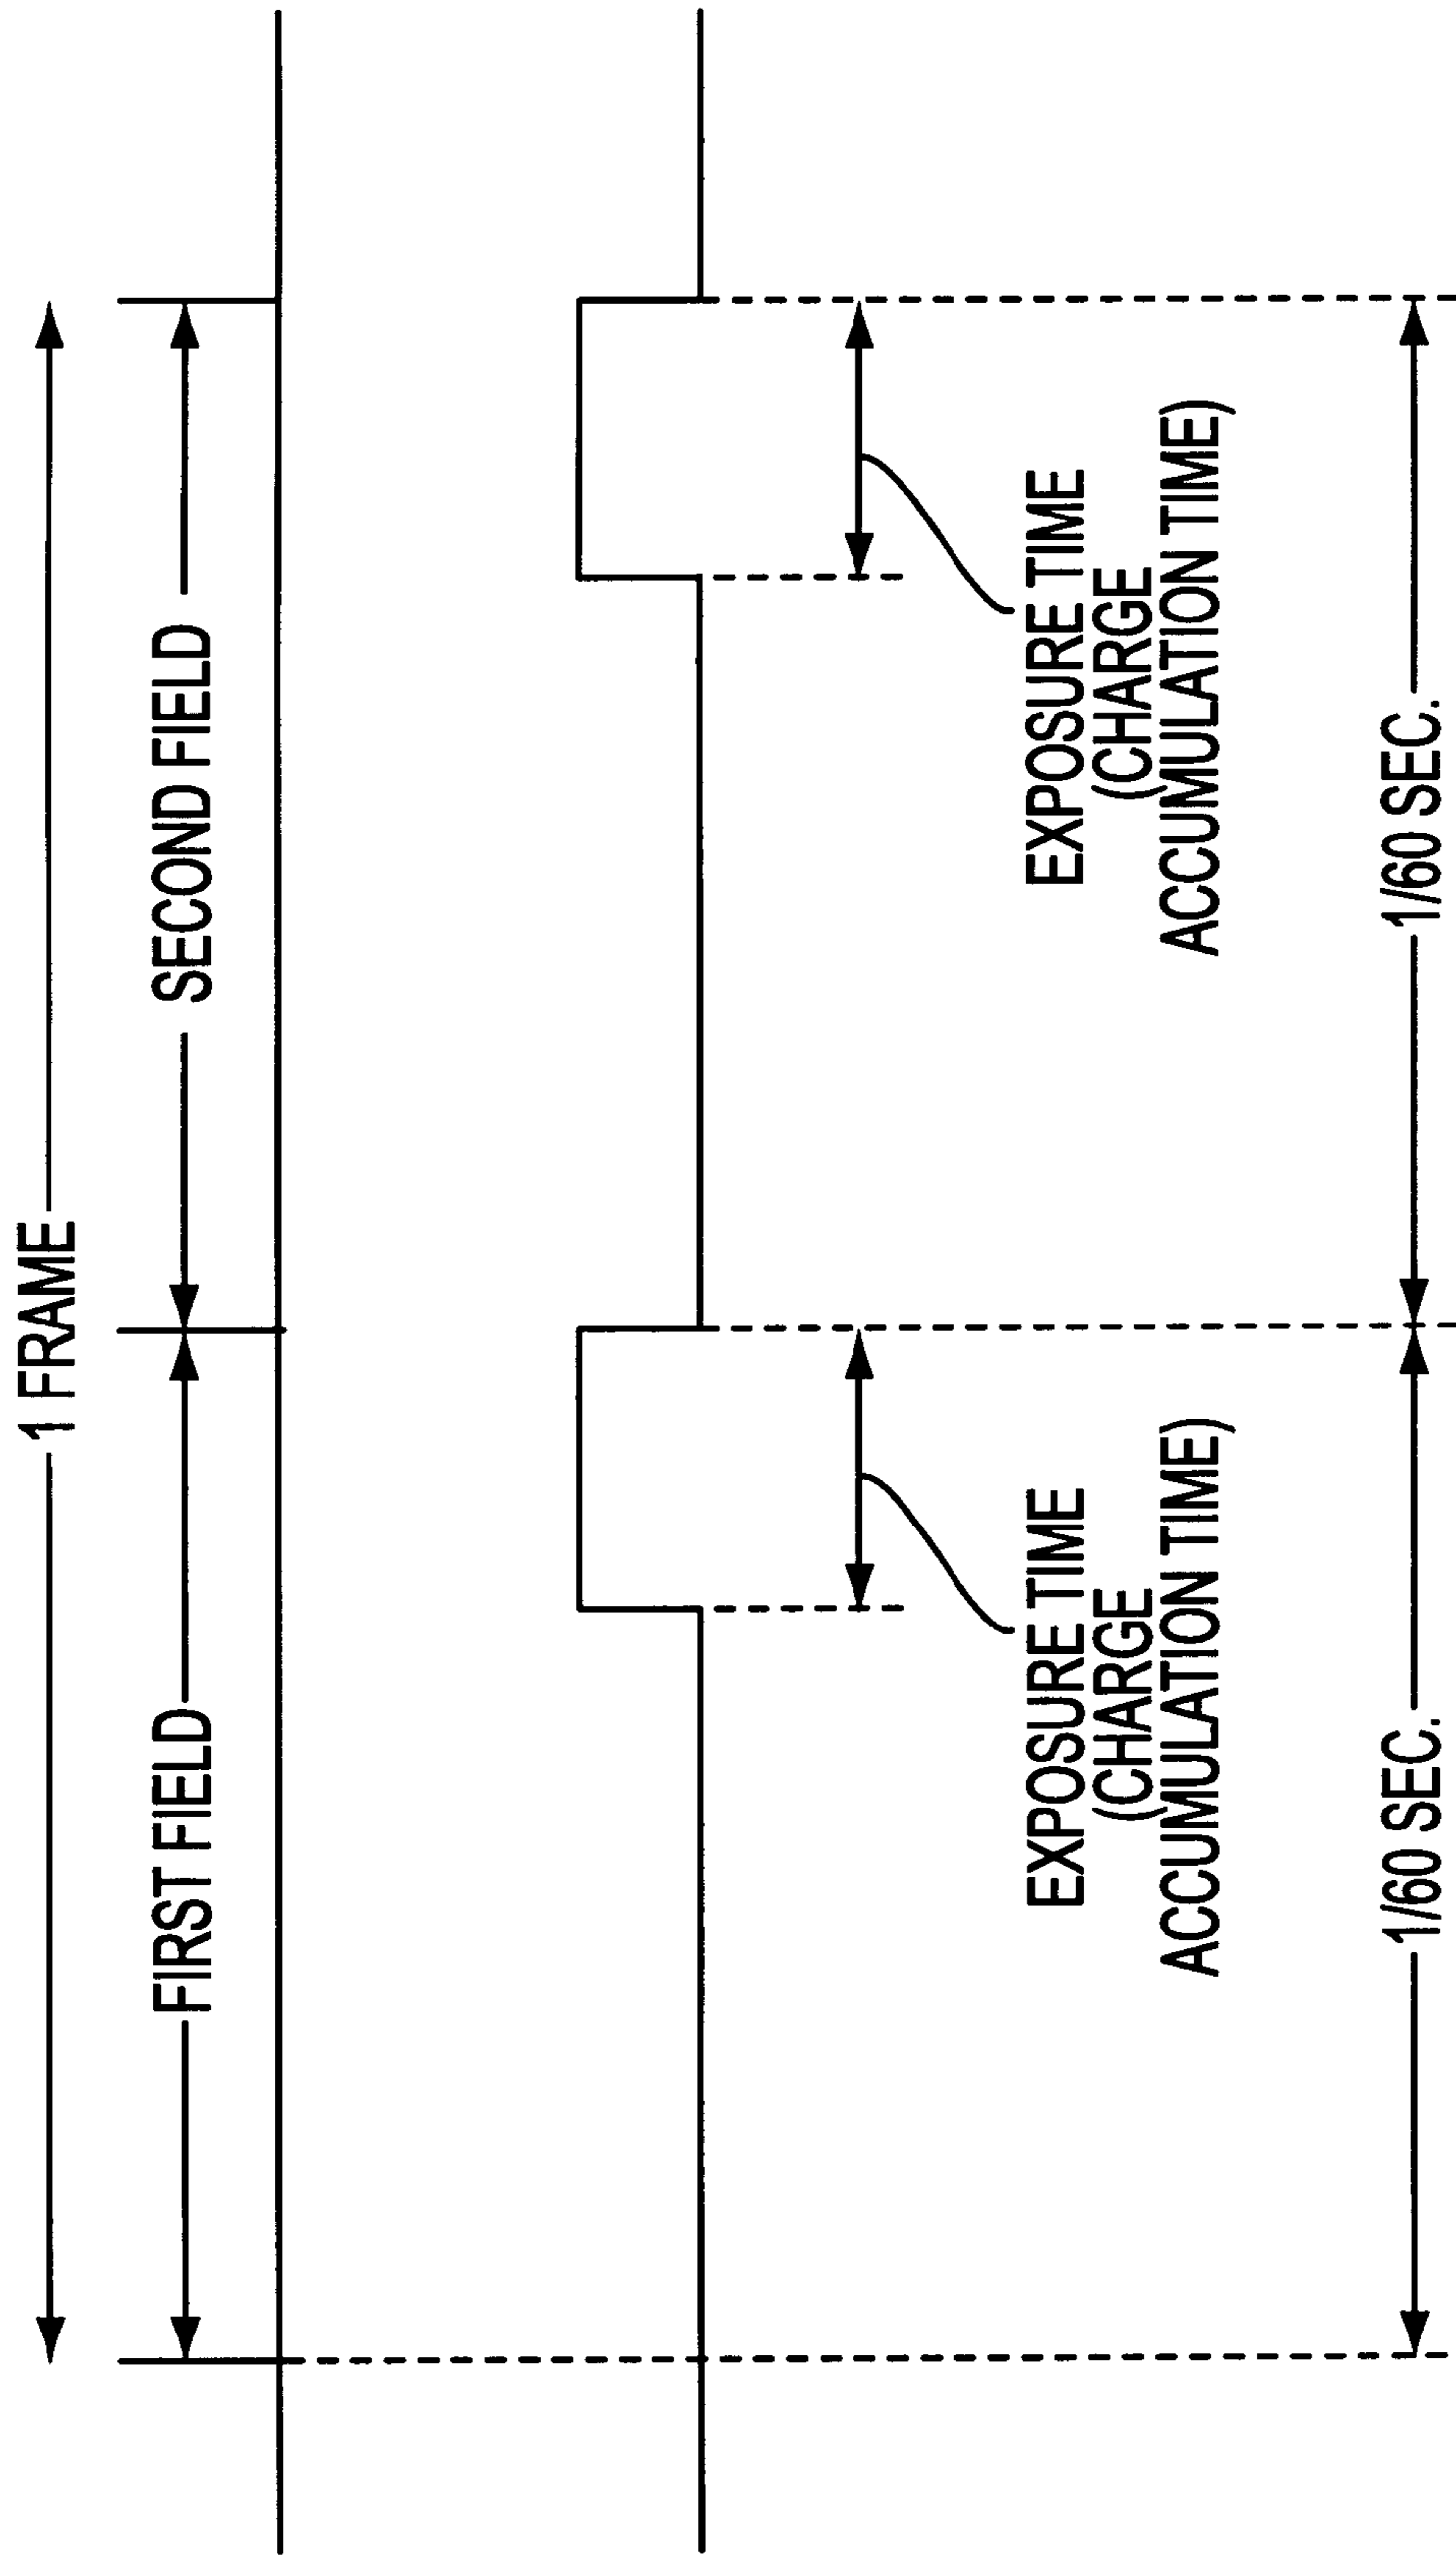 1 FRAME
FIRST FIELD
SECOND FIELD
EXPOSURE TIME
(CHARGE
ACCUMULATION TIME)
EXPOSURE TIME
(CHARGE
ACCUMULATION TIME)
1/60 SEC.
1/60 SEC.